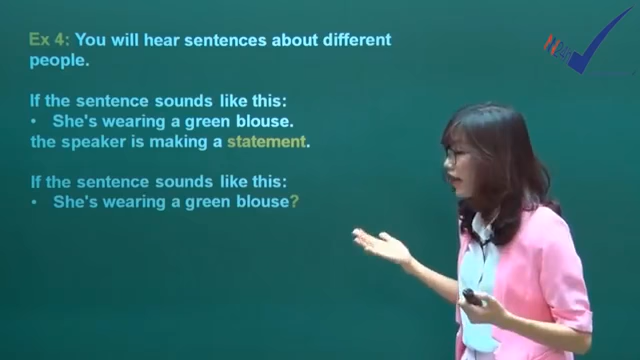 Ex 4: You will hear sentences about different
people.
If the sentence sounds like this:
• She's wearing a green blouse.
the speaker is making a statement.
If the sentence sounds like this:
• She's wearing a green blouse?